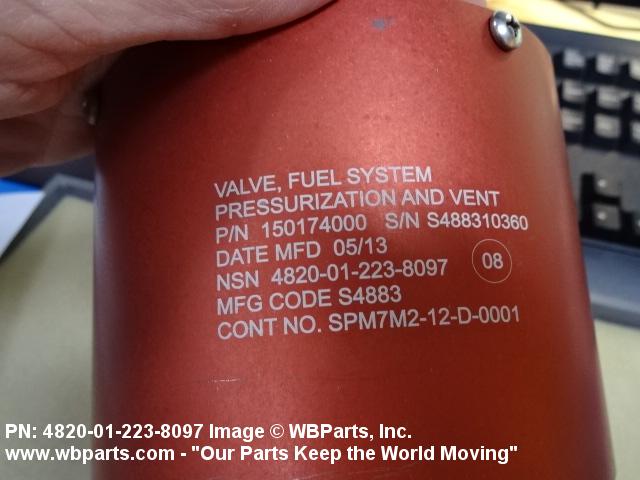 VALVE, FUEL SYSTEM
PRESSURIZATION AND VENT
P/N 150174000 S/N S488310360
DATE MFD 05/13
NSN 4820-01-223-8097 08
MFG CODE S4883
CONT NO. SPM7M2-12-D-0001
PN: 4820-01-223-8097 Image © WBParts, Inc.
www.wbparts.com - "Our Parts Keep the World Moving"